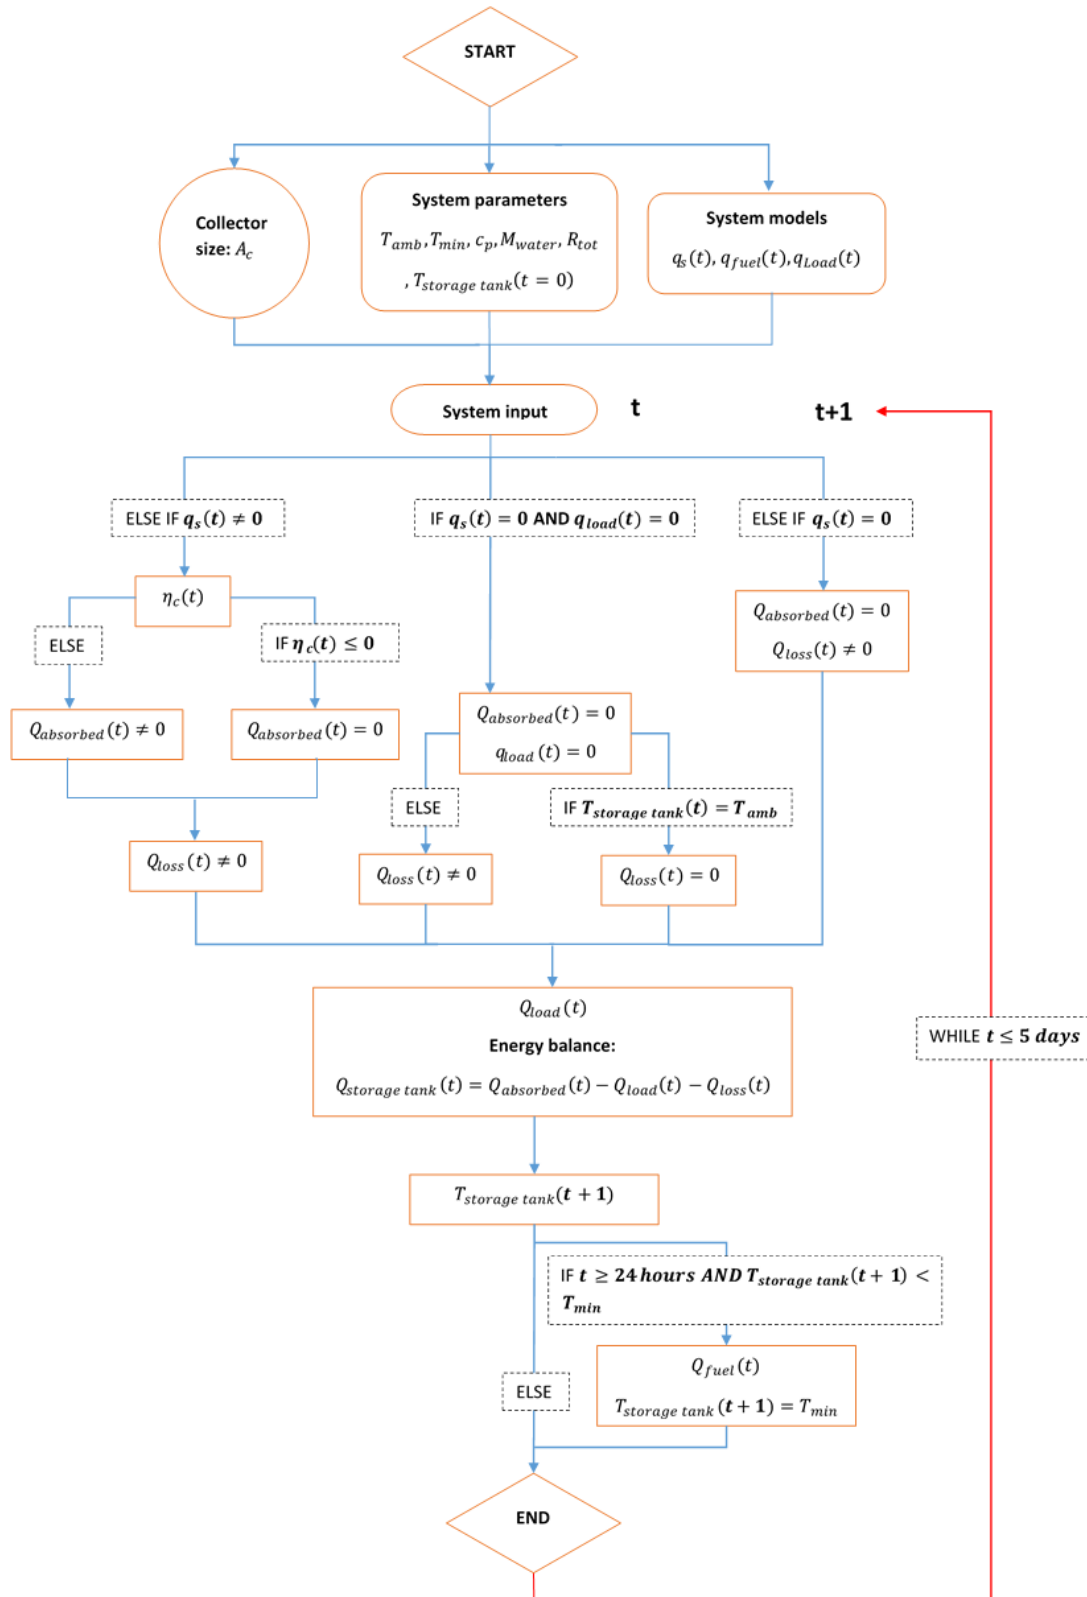 START
Collector
size: A_c
System parameters
T_amb, T_min, c_p, M_water, R_tot
, T_storage tank(t = 0)
System models
q_s(t), q_fuel(t), q_Load(t)
System input
t
t+1
ELSE IF q_s(t) ≠ 0
IF q_s(t) = 0 AND q_load(t) = 0
ELSE IF q_s(t) = 0
η_c(t)
ELSE
IF η_c(t) ≤ 0
Q_absorbed(t) = 0
Q_loss(t) ≠ 0
Q_absorbed(t) ≠ 0
Q_absorbed(t) = 0
Q_absorbed(t) = 0
q_load(t) = 0
ELSE
IF T_storage tank(t) = T_amb
Q_loss(t) ≠ 0
Q_loss(t) ≠ 0
Q_loss(t) = 0
Q_load(t)
Energy balance:
Q_storage tank(t) = Q_absorbed(t) − Q_load(t) − Q_loss(t)
WHILE t ≤ 5 days
T_storage tank(t + 1)
IF t ≥ 24 hours AND T_storage tank(t + 1) <
T_min
Q_fuel(t)
T_storage tank(t + 1) = T_min
ELSE
END